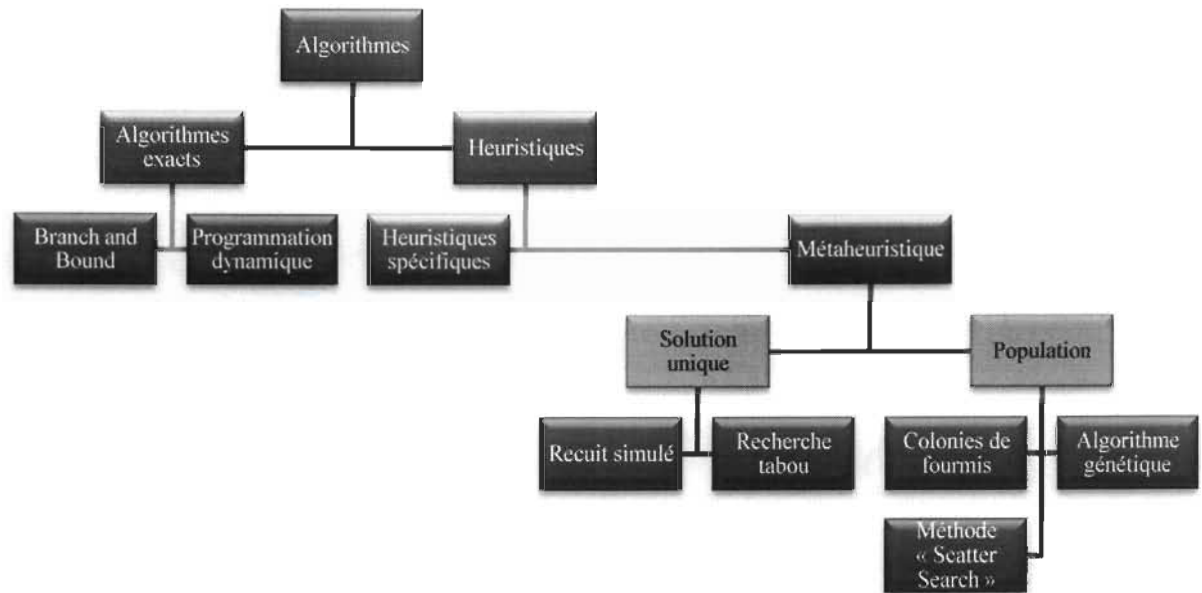 Algorithmes
Algorithmes
exacts
Heuristiques
Branch and
Bound
Programmation
dynamique
Heuristiques
spécifiques
Métaheuristique
Solution
unique
Population
Recuit simulé
Recherche
tabou
Colonies de
fourmis
Algorithme
génétique
Méthode
« Scatter
Search »